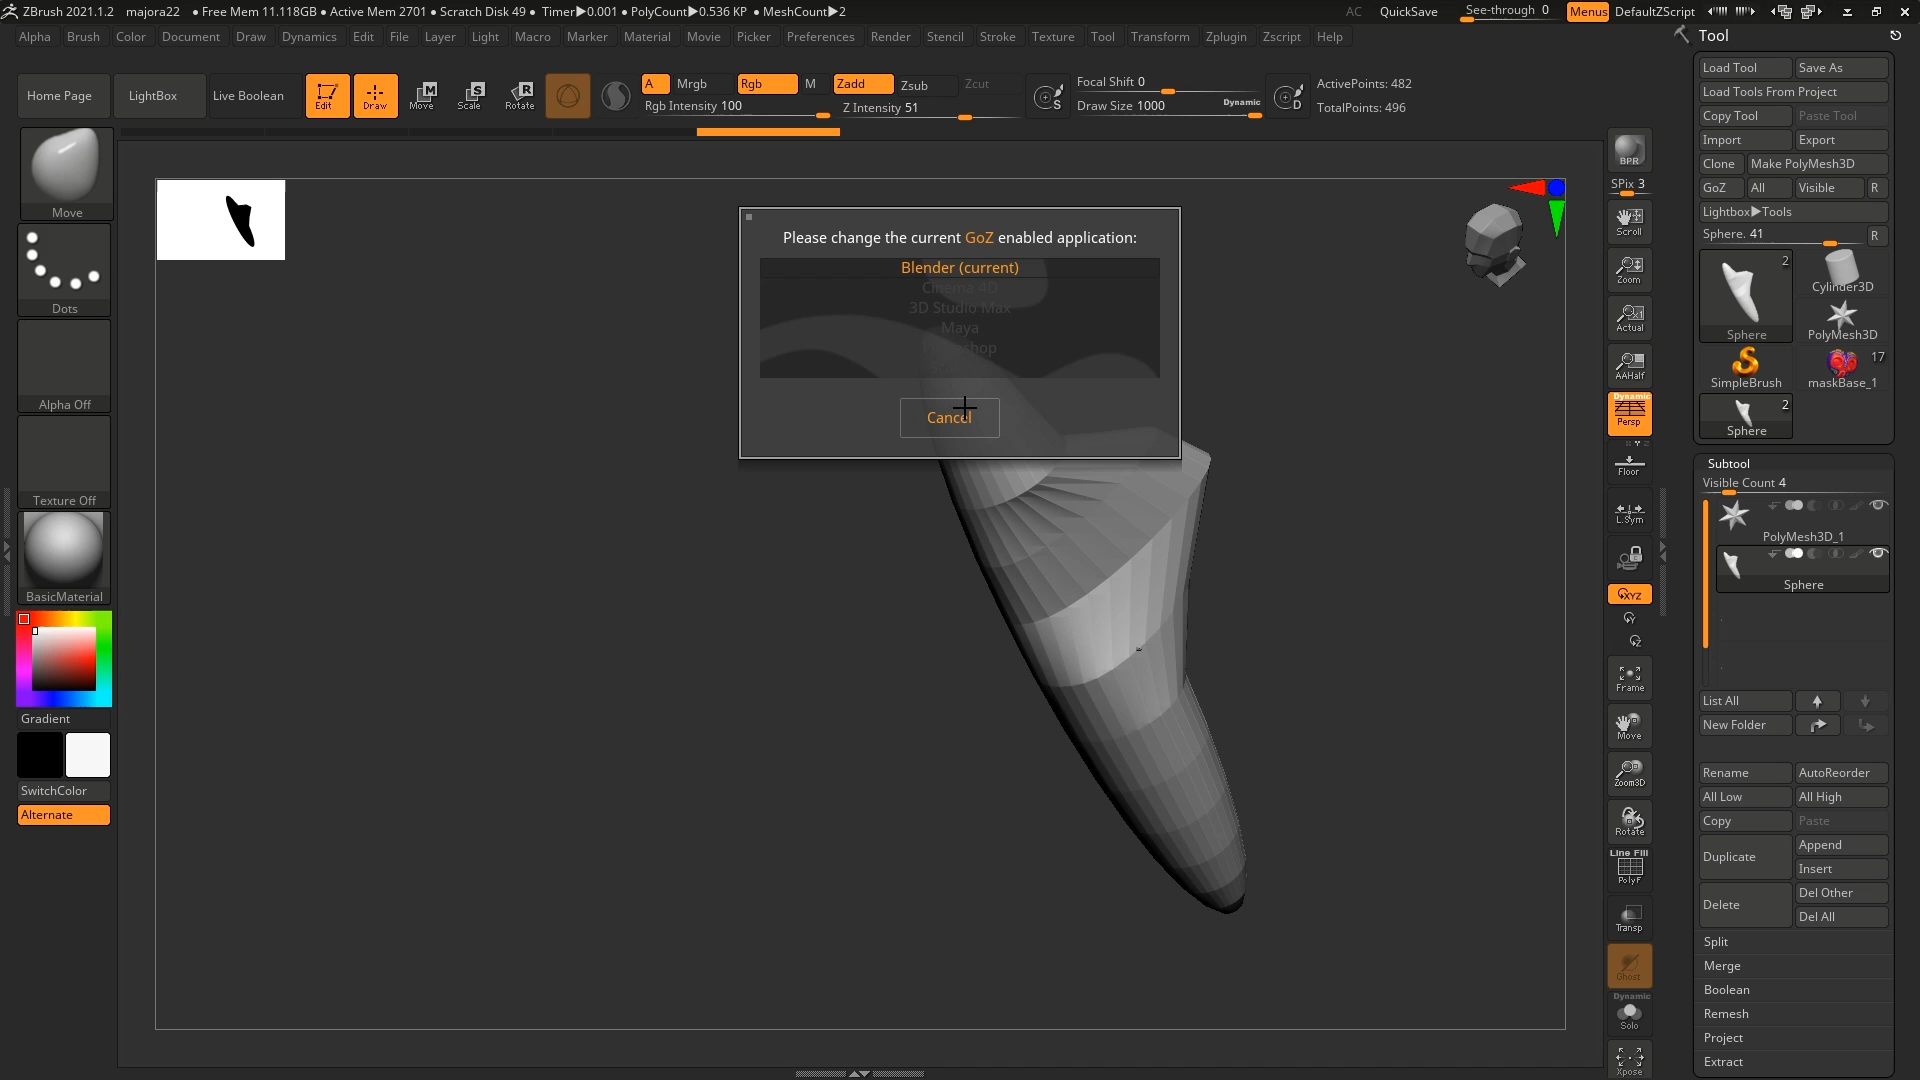 ZBrush 2021.1.2 majora22 • Free Mem 11.118GB • Active Mem 2701 • Scratch Disk 49 • Timer▶0.001 • PolyCount▶0.536 KP • MeshCount▶2 AC QuickSave See-through 0 Menus DefaultZScript
Alpha Brush Color Document Draw Dynamics Edit File Layer Light Macro Marker Material Movie Picker Preferences Render Stencil Stroke Texture Tool Transform Zplugin Zscript Help
Home Page LightBox Live Boolean Edit Draw Move Scale Rotate
M S R
A Mrgb Rgb M Zadd Zsub Zcut
Rgb Intensity 100 Z Intensity 51
S Focal Shift 0
Draw Size 1000 Dynamic D
ActivePoints: 482
TotalPoints: 496
Move
Dots
Alpha Off
Texture Off
BasicMaterial
Gradient
SwitchColor
Alternate
Please change the current GoZ enabled application:
Blender (current)
Cinema 4D
3D Studio Max
Maya
Cancel
BPR
SPix 3
Scroll
Zoom
Actual
AAHalf
Dynamic
Persp
Floor
L.Sym
XYZ
Y
Z
Frame
Move
Zoom3D
Rotate
Line Fill
PolyF
Transp
Ghost
Dynamic
Solo
Xpose
Tool
Load Tool Save As
Load Tools From Project
Copy Tool Paste Tool
Import Export
Clone Make PolyMesh3D
GoZ All Visible R
Lightbox▶Tools
Sphere. 41 R
2
Sphere Cylinder3D
PolyMesh3D
SimpleBrush 17
maskBase_1
2
Sphere
Subtool
Visible Count 4
PolyMesh3D_1
Sphere
List All
New Folder
Rename AutoReorder
All Low All High
Copy Paste
Duplicate Append
Insert
Delete Del Other
Del All
Split
Merge
Boolean
Remesh
Project
Extract